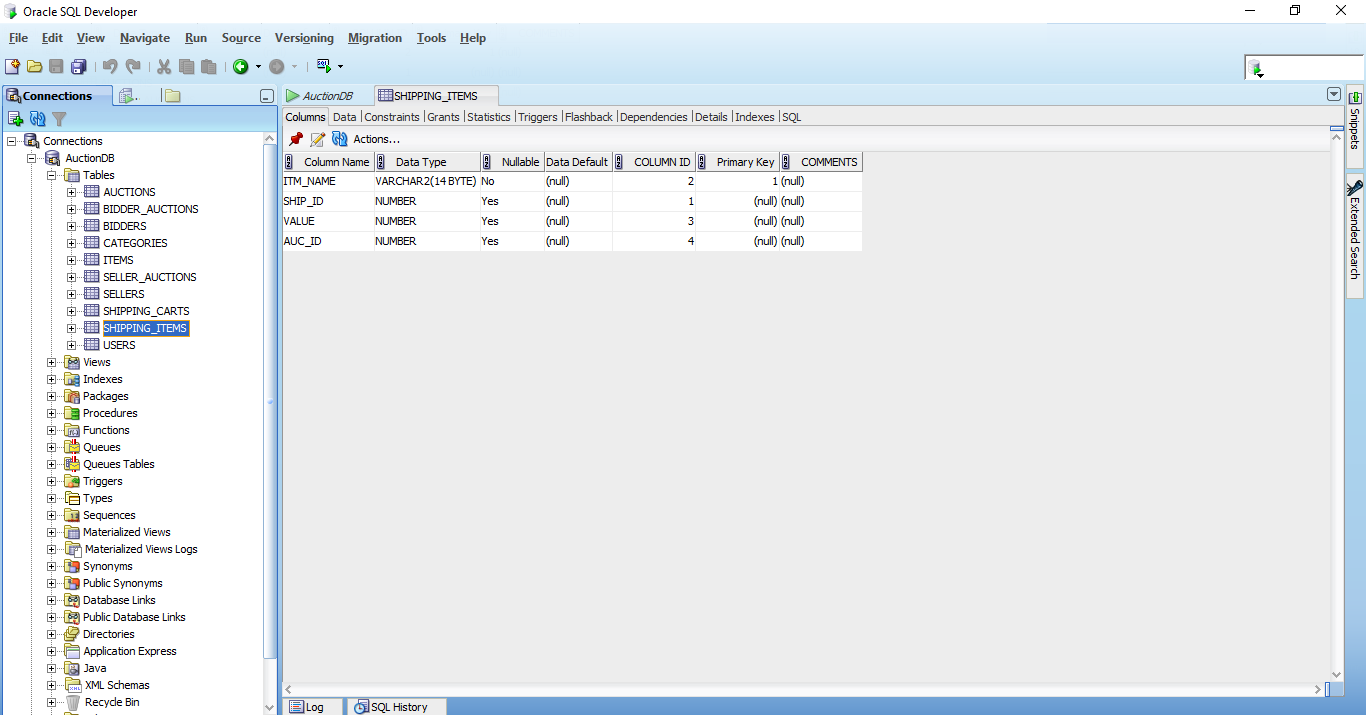 Oracle SQL Developer
File Edit View Navigate Run Source Versioning Migration Tools Help
SQL
Connections
AuctionDB
SHIPPING_ITEMS
Columns Data Constraints Grants Statistics Triggers Flashback Dependencies Details Indexes SQL
Actions...
Column Name Data Type Nullable Data Default COLUMN ID Primary Key COMMENTS
ITM_NAME VARCHAR2(14 BYTE) No (null) 2 1 (null)
SHIP_ID NUMBER Yes (null) 1 (null) (null)
VALUE NUMBER Yes (null) 3 (null) (null)
AUC_ID NUMBER Yes (null) 4 (null) (null)
Connections
AuctionDB
Tables
AUCTIONS
BIDDER_AUCTIONS
BIDDERS
CATEGORIES
ITEMS
SELLER_AUCTIONS
SELLERS
SHIPPING_CARTS
SHIPPING_ITEMS
USERS
Views
Indexes
Packages
Procedures
Functions
Queues
Queues Tables
Triggers
Types
Sequences
Materialized Views
Materialized Views Logs
Synonyms
Public Synonyms
Database Links
Public Database Links
Directories
Application Express
Java
XML Schemas
Recycle Bin
Snippets
Extended Search
Log
SQL History